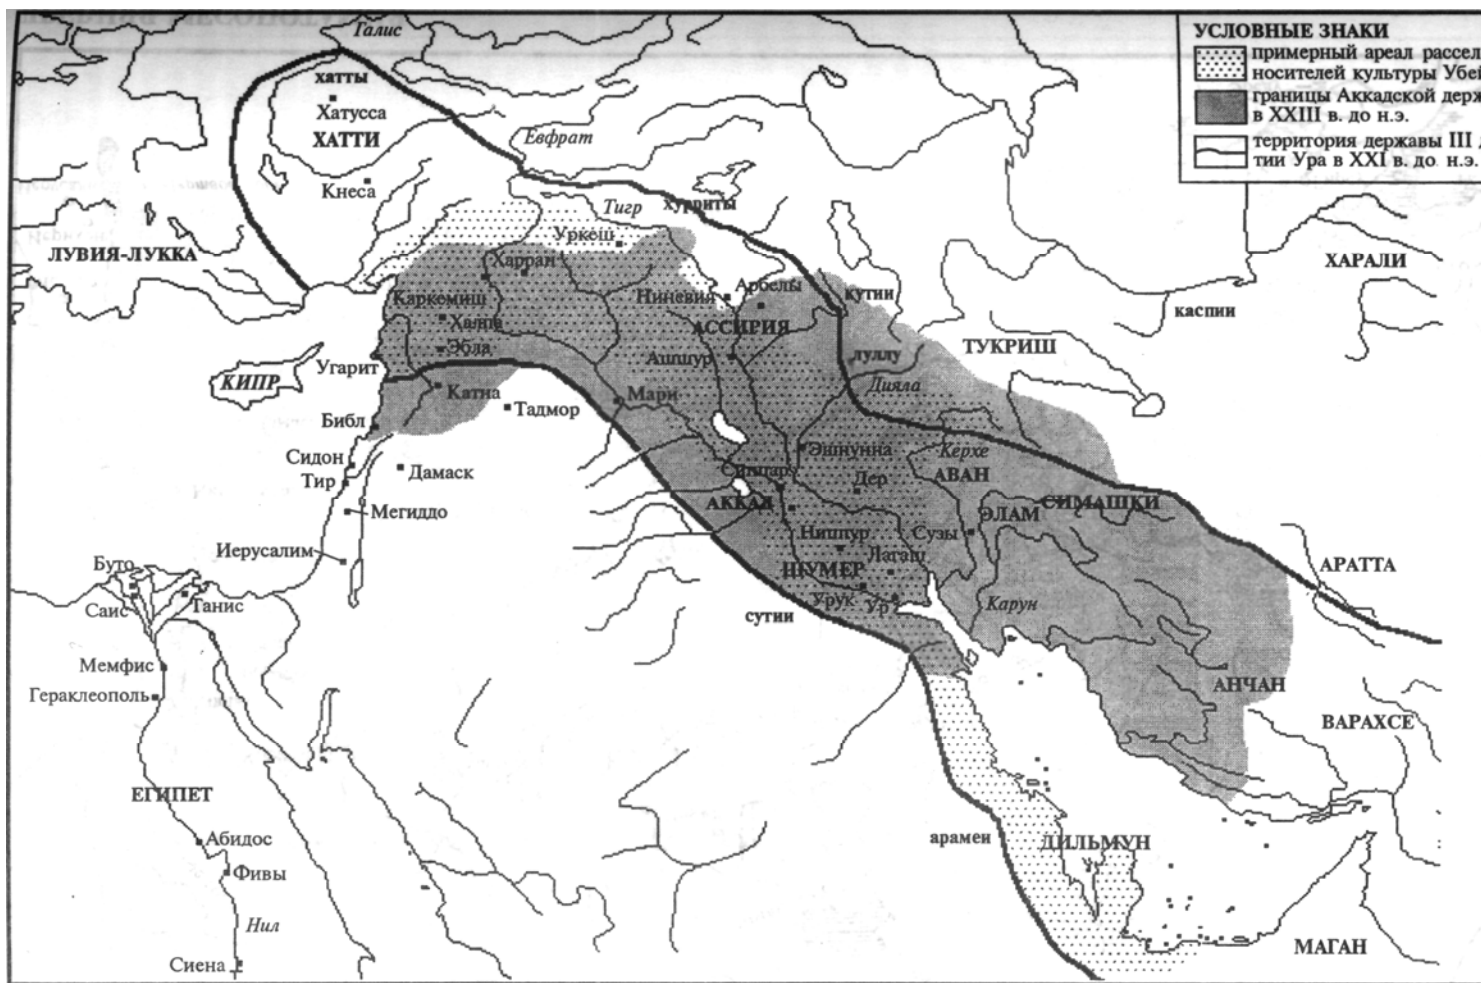 УСЛОВНЫЕ ЗНАКИ
примерный ареал рассел
носителей культуры Убей
границы Аккадской держ
в XXIII в. до н.э.
территория державы III д
тии Ура в XXI в. до н.э.
Галис
хатты
Хатусса
ХАТТИ
Кнеса
Евфрат
Тигр
хурриты
Уркеш
ЛУВИЯ-ЛУККА
Харран
Каркемиш
Ниневия
Арбелы
кутии
ХАРАЛИ
каспии
Халпа
АССИРИЯ
Эбла
Ашшур
луллу
ТУКРИШ
Угарит
КИПР
Дияла
Катна
Мари
Тадмор
Библ
Эшнунна
Керхе
Сидон
Дамаск
Сиппар
АВАН
Тир
Дер
АККАД
СИМАШКИ
Мегиддо
ЭЛАМ
Ниппур
Сузы
Иерусалим
Лагаш
Буто
ШУМЕР
АРАТТА
Саис
Танис
Урук
Ур
Карун
сутии
Мемфис
Гераклеополь
АНЧАН
ВАРАХСЕ
ЕГИПЕТ
Абидос
арамеи
ДИЛЬМУН
Фивы
Нил
МАГАН
Сиена